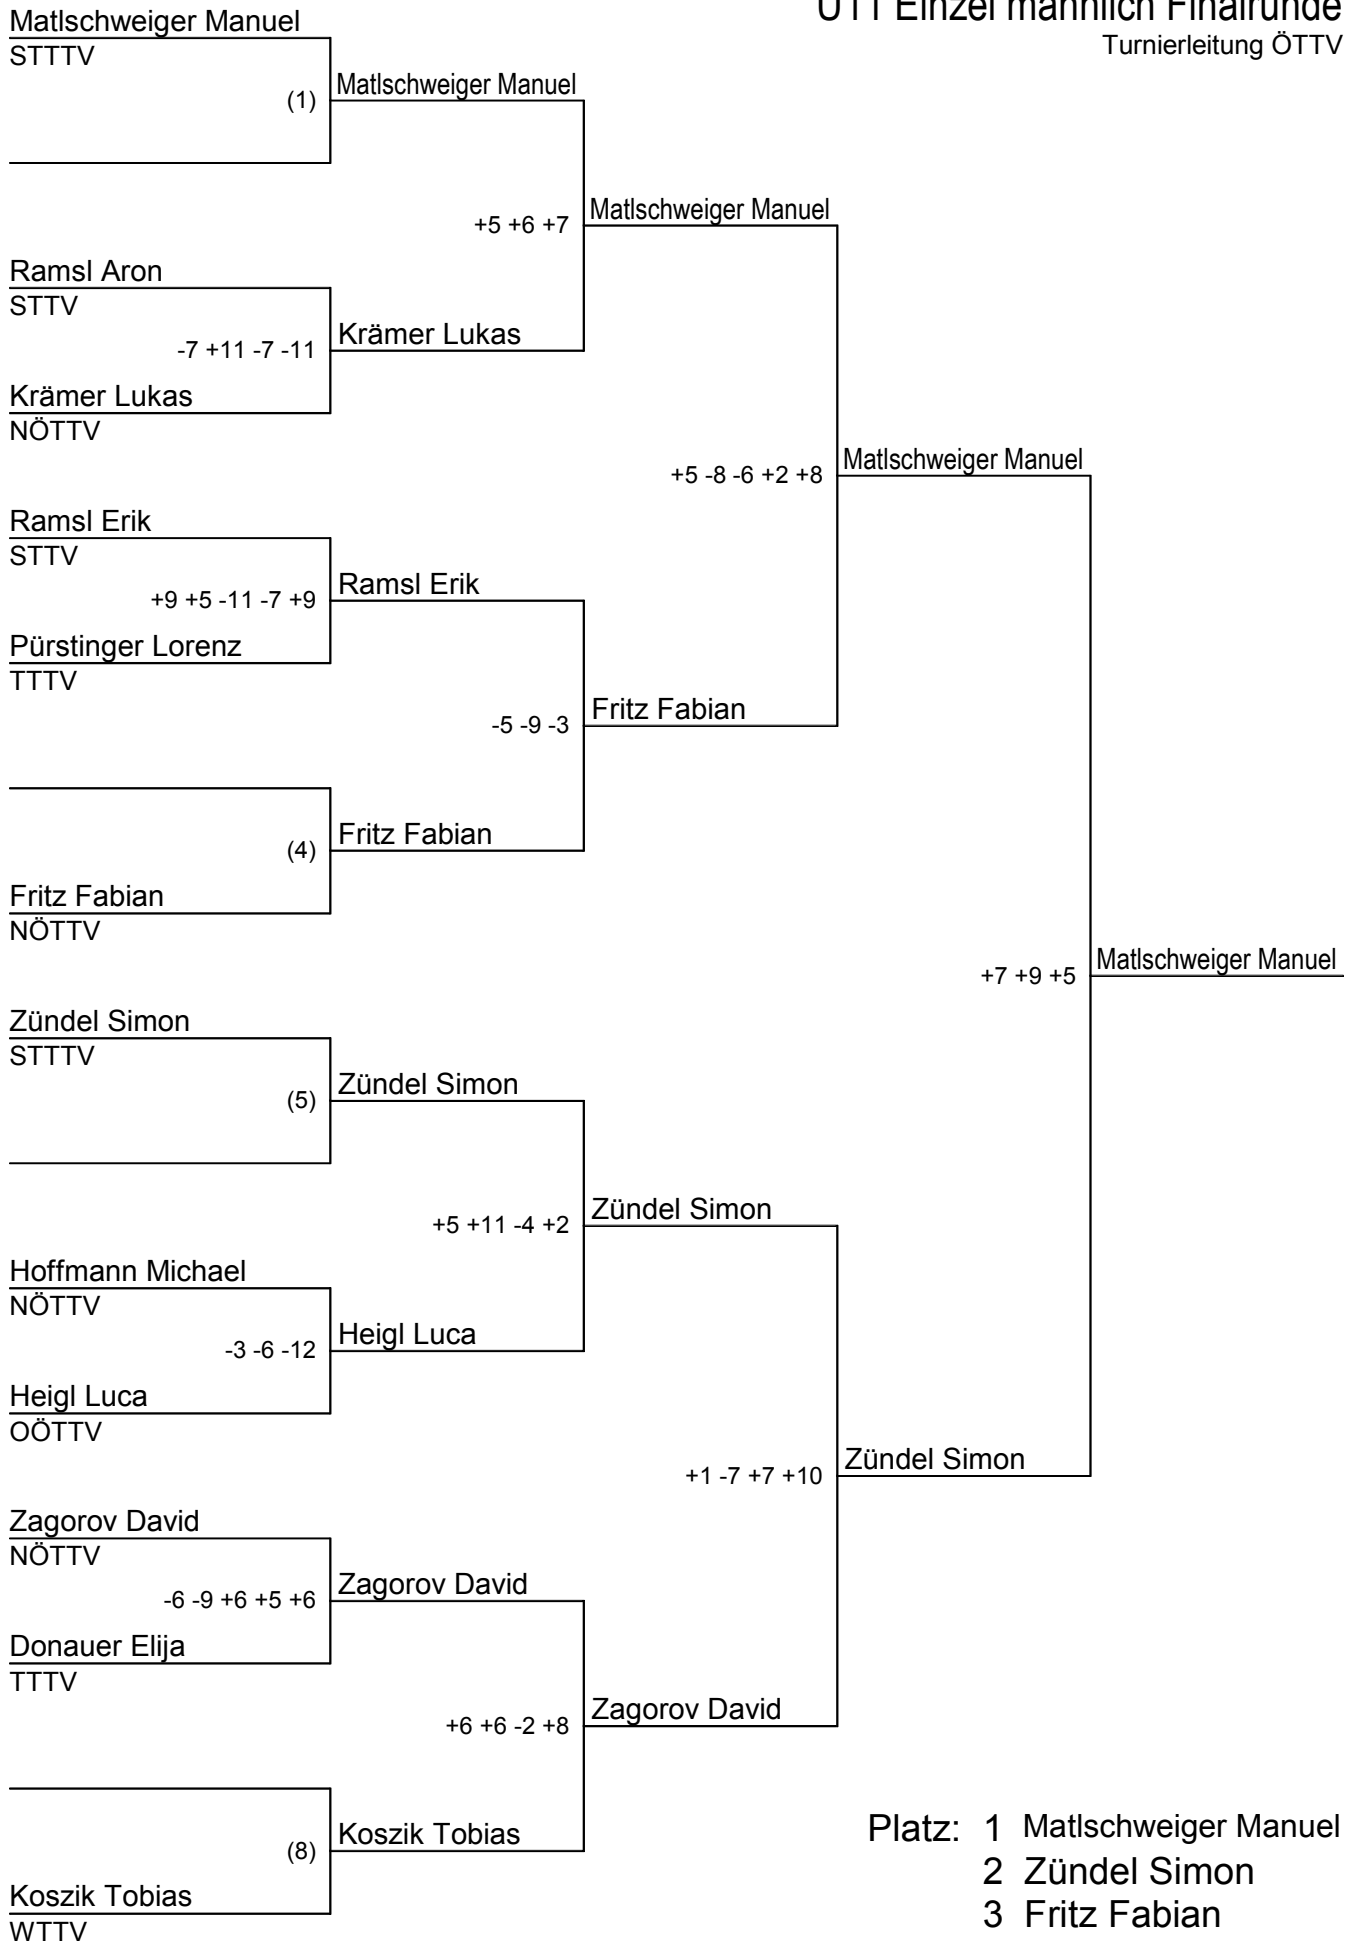 U11 Einzel männlich Finalrunde
Turnierleitung ÖTTV
Matlschweiger Manuel
STTTV
(1)
Matlschweiger Manuel
+5 +6 +7
Matlschweiger Manuel
Ramsl Aron
STTV
-7 +11 -7 -11
Krämer Lukas
Krämer Lukas
NÖTTV
+5 -8 -6 +2 +8
Matlschweiger Manuel
Ramsl Erik
STTV
+9 +5 -11 -7 +9
Ramsl Erik
Pürstinger Lorenz
TTTV
-5 -9 -3
Fritz Fabian
(4)
Fritz Fabian
Fritz Fabian
NÖTTV
+7 +9 +5
Matlschweiger Manuel
Zündel Simon
STTTV
(5)
Zündel Simon
+5 +11 -4 +2
Zündel Simon
Hoffmann Michael
NÖTTV
-3 -6 -12
Heigl Luca
Heigl Luca
OÖTTV
+1 -7 +7 +10
Zündel Simon
Zagorov David
NÖTTV
-6 -9 +6 +5 +6
Zagorov David
Donauer Elija
TTTV
+6 +6 -2 +8
Zagorov David
(8)
Koszik Tobias
Koszik Tobias
WTTV
Platz: 1 Matlschweiger Manuel
2 Zündel Simon
3 Fritz Fabian